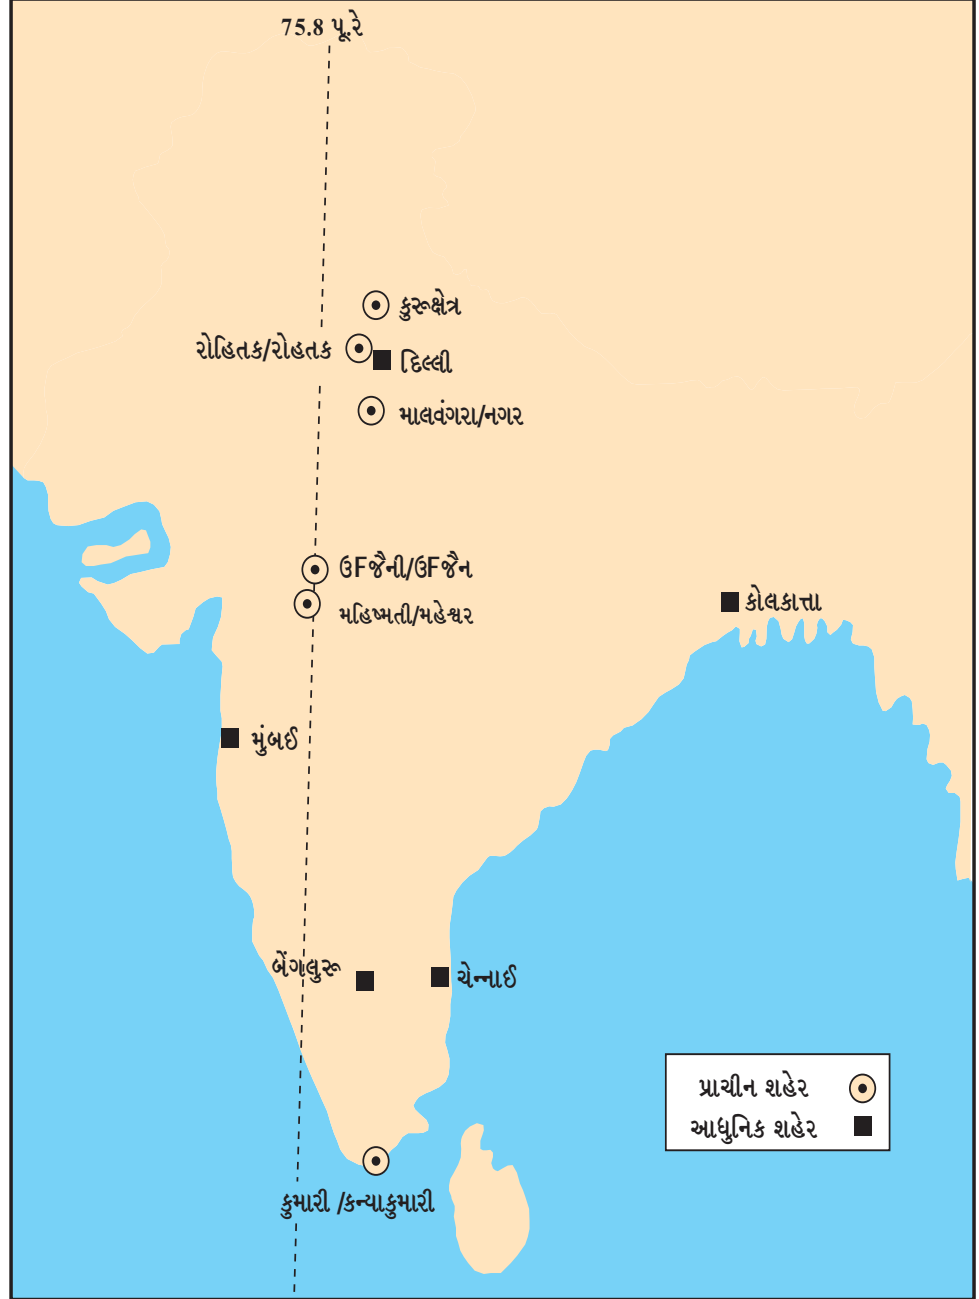 75.8 પૂ.રે
કુરૂક્ષેત્ર
રોહિતક/રોહતક
દિલ્લી
માલવંગરા/નગર
ઉFજૈની/ઉFજૈન
મહિષ્મતી/મહેશ્વર
કોલકાત્તા
મુંબઈ
બેંગલુરૂ
ચેન્નાઈ
પ્રાચીન શહેર
આધુનિક શહેર
કુમારી /કન્યાકુમારી